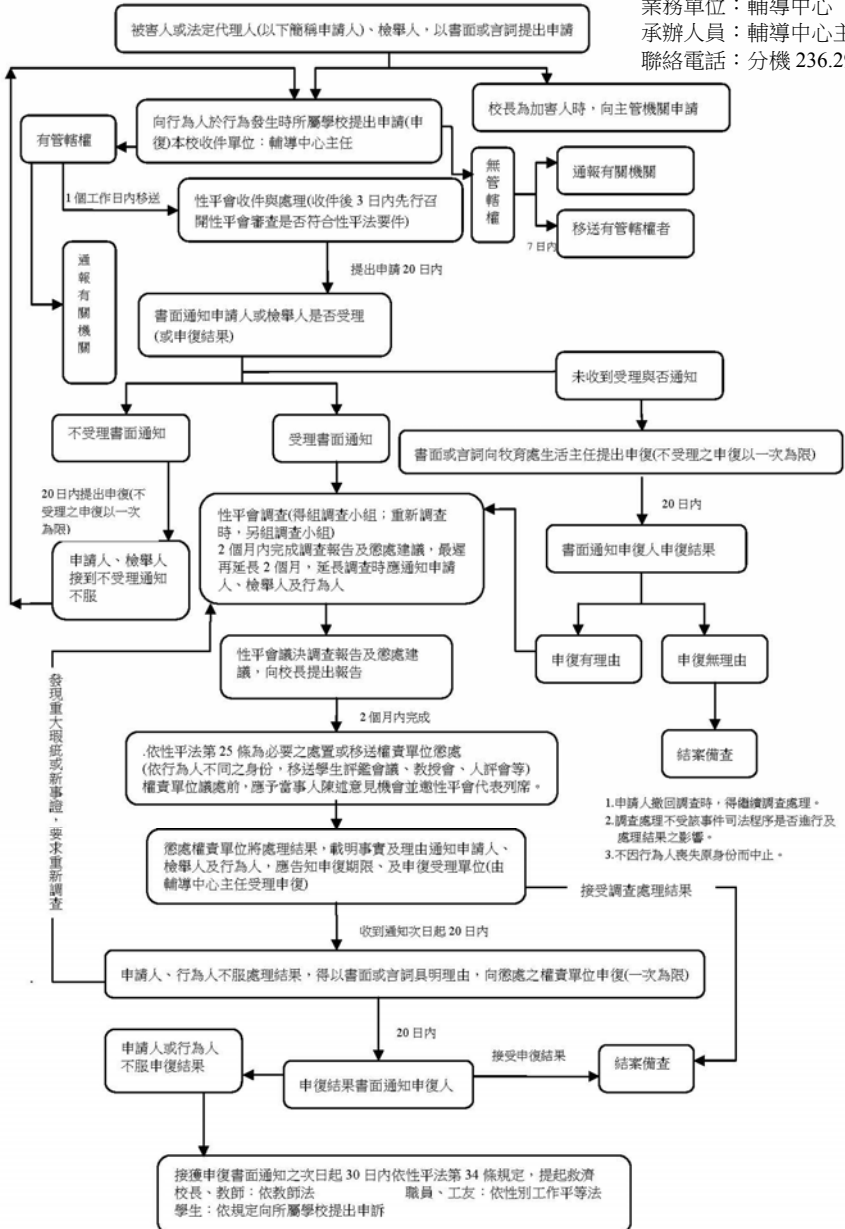 業務單位：輔導中心
承辦人員：輔導中心主
聯絡電話：分機 236.29
被害人或法定代理人(以下簡稱申請人)、檢舉人，以書面或言詞提出申請
向行為人於行為發生時所屬學校提出申請(申
復)本校收件單位：輔導中心主任
校長為加害人時，向主管機關申請
有管轄權
無管轄權
通報有關機關
移送有管轄權者
7日內
1個工作日內移送
性平會收件與處理(收件後 3 日內先行召
開性平會審查是否符合性平法要件)
通報有關機關
提出申請 20 日內
書面通知申請人或檢舉人是否受理
(或申復結果)
未收到受理與否通知
不受理書面通知
受理書面通知
書面或言詞向牧育處生活主任提出申復(不受理之申復以一次為限)
20日內提出申復(不
受理之申復以一次
為限)
20 日內
性平會調查(得組調查小組；重新調查
時，另組調查小組)
2 個月內完成調查報告及懲處建議，最遲
再延長 2 個月，延長調查時應通知申請
人、檢舉人及行為人
書面通知申復人申復結果
申請人、檢舉人
接到不受理通知
不服
申復有理由
申復無理由
性平會議決調查報告及懲處建
議，向校長提出報告
發現重大瑕疵或新事證，要求重新調查
2 個月內完成
結案備查
.依性平法第 25 條為必要之處置或移送權責單位懲處
(依行為人不同之身份，移送學生評鑑會議、教授會、人評會等)
權責單位議處前，應予當事人陳述意見機會並邀性平會代表列席。
1.申請人撤回調查時，得繼續調查處理。
2.調查處理不受該事件司法程序是否進行及
處理結果之影響。
3.不因行為人喪失原身份而中止。
懲處權責單位將處理結果，載明事實及理由通知申請人、
檢舉人及行為人，應告知申復期限、及申復受理單位(由
輔導中心主任受理申復)
接受調查處理結果
收到通知次日起 20 日內
申請人、行為人不服處理結果，得以書面或言詞具明理由，向懲處之權責單位申復(一次為限)
.
20 日內
申請人或行為人
不服申復結果
申復結果書面通知申復人
接受申復結果
結案備查
接獲申復書面通知之次日起 30 日內依性平法第 34 條規定，提起救濟
校長、教師：依教師法 職員、工友：依性別工作平等法
學生：依規定向所屬學校提出申訴